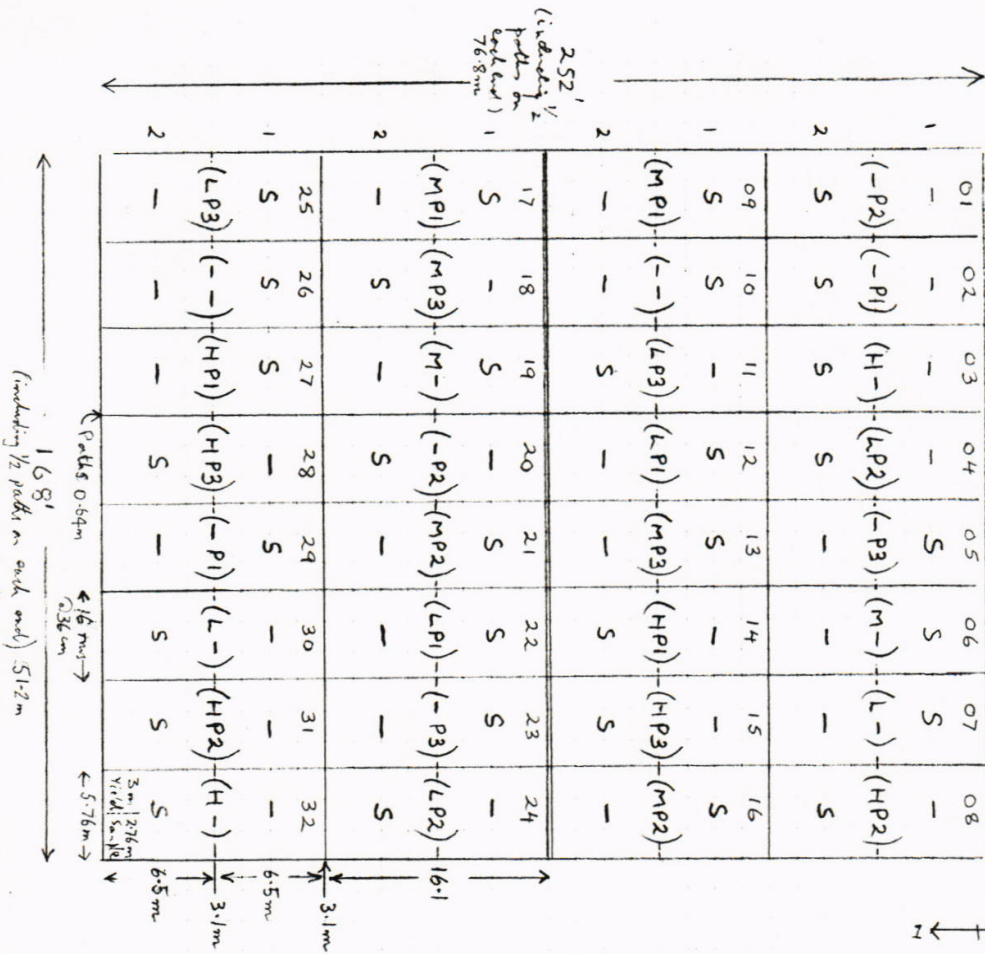 01 02 03 04 05 06 07 08
1 – – – – S S S –
(-P2) (-P1) (H-) (LP2) (-P3) (M-) (L-) (HP2)
2 S S S S – – – S
09 10 11 12 13 14 15 16
1 S S – S S – – S
(MP1) (--) (LP3) (LP1) (MP3) (HP1) (HP3) (MP2)
2 – – S – – S S –
252'
(including 1/2
paths on
each end)
76.8m
17 18 19 20 21 22 23 24
1 S – S – S S S –
(MP1) (MP3) (M-) (-P2) (MP2) (LP1) (-P3) (LP2)
2 – S – S – – – S
16.1
3.1m
25 26 27 28 29 30 31 32
1 S S S – S – – –
6.5m
(LP3) (--) (HP1) (HP3) (-P1) (L-) (HP2) (H-)
3.1m
2 – – – S – S S S
6.5m
3m 2.76m
Yield Sample
Paths 0.64m
16 rows
@36cm
5.76m
168'
(including 1/2 paths on each end) 51.2m